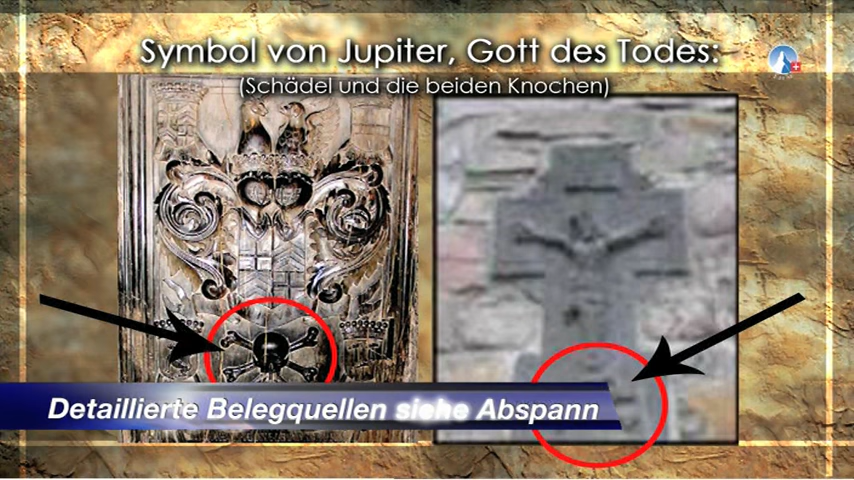 Symbol von Jupiter, Gott des Todes:
(Schädel und die beiden Knochen)
Detaillierte Belegquellen siehe Abspann